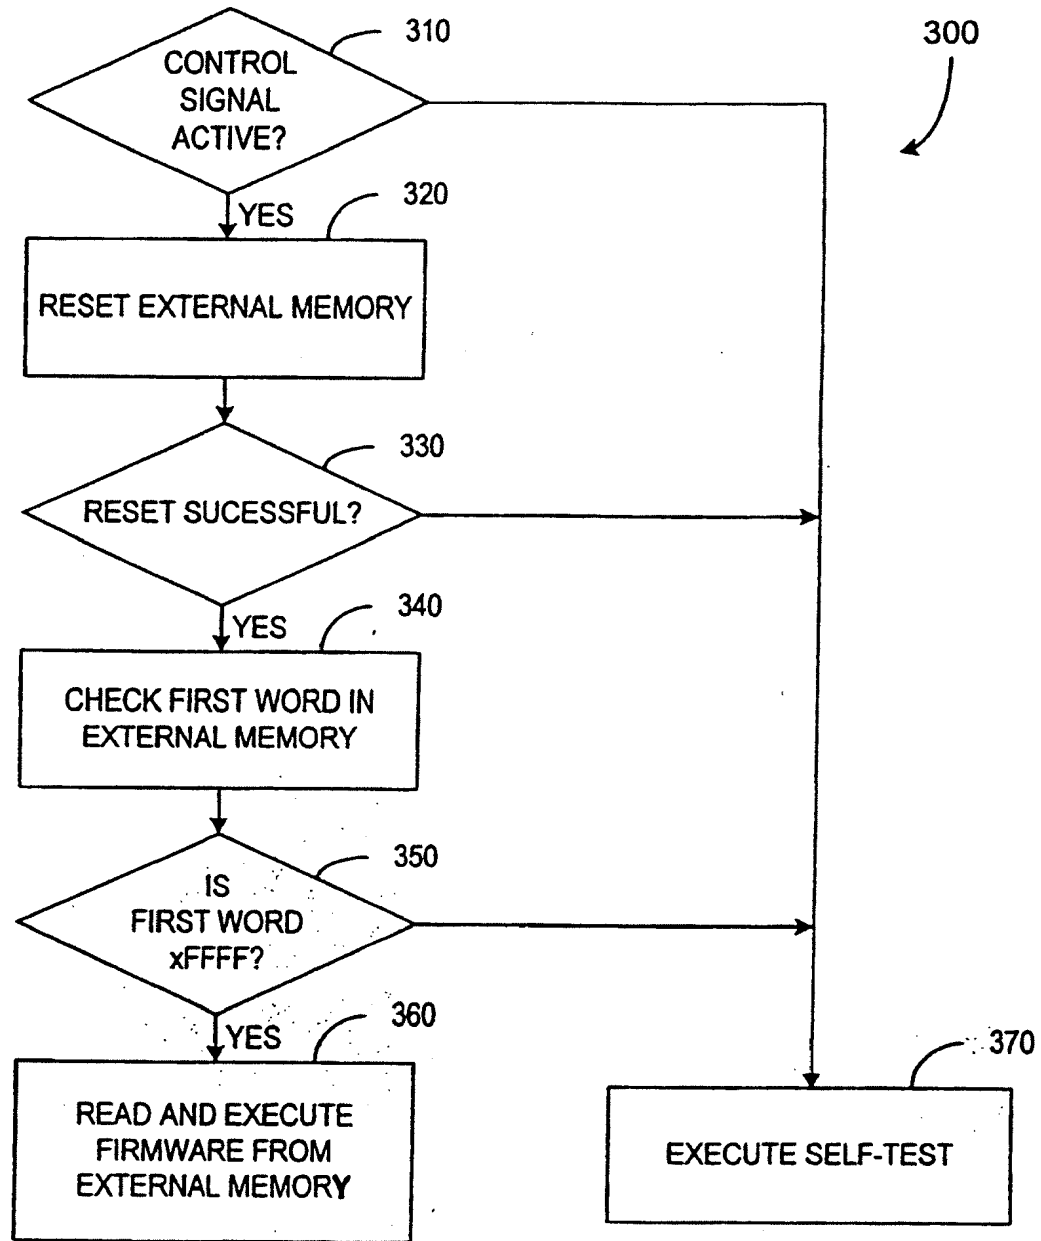 310
300
CONTROL
SIGNAL
ACTIVE?
YES
320
RESET EXTERNAL MEMORY
330
RESET SUCESSFUL?
YES
340
CHECK FIRST WORD IN
EXTERNAL MEMORY
350
IS
FIRST WORD
xFFFF?
YES
360
READ AND EXECUTE
FIRMWARE FROM
EXTERNAL MEMORY
370
EXECUTE SELF-TEST